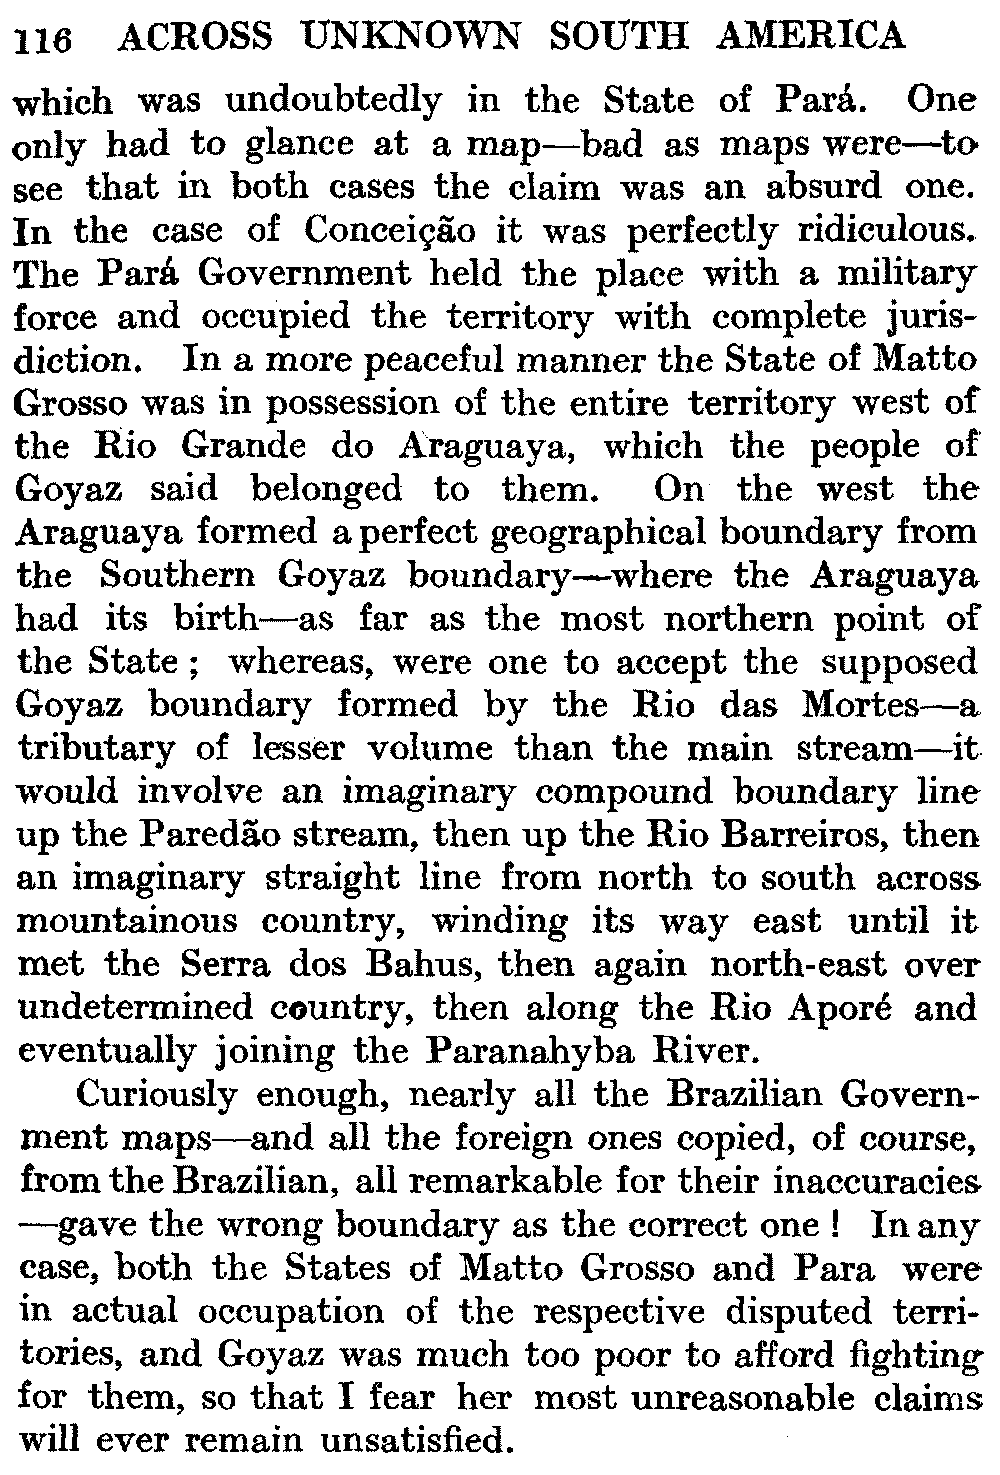 116 ACROSS UNKNOWN SOUTH AMERICA
which was undoubtedly in the State of Pará. One
only had to glance at a map—bad as maps were—to
see that in both cases the claim was an absurd one.
In the case of Conceição it was perfectly ridiculous.
The Pará Government held the place with a military
force and occupied the territory with complete juris-
diction. In a more peaceful manner the State of Matto
Grosso was in possession of the entire territory west of
the Rio Grande do Araguaya, which the people of
Goyaz said belonged to them. On the west the
Araguaya formed a perfect geographical boundary from
the Southern Goyaz boundary—where the Araguaya
had its birth—as far as the most northern point of
the State ; whereas, were one to accept the supposed
Goyaz boundary formed by the Rio das Mortes—a
tributary of lesser volume than the main stream—it
would involve an imaginary compound boundary line
up the Paredão stream, then up the Rio Barreiros, then
an imaginary straight line from north to south across
mountainous country, winding its way east until it
met the Serra dos Bahus, then again north-east over
undetermined country, then along the Rio Aporé and
eventually joining the Paranahyba River.
Curiously enough, nearly all the Brazilian Govern-
ment maps—and all the foreign ones copied, of course,
from the Brazilian, all remarkable for their inaccuracies
—gave the wrong boundary as the correct one ! In any
case, both the States of Matto Grosso and Para were
in actual occupation of the respective disputed terri-
tories, and Goyaz was much too poor to afford fighting
for them, so that I fear her most unreasonable claims
will ever remain unsatisfied.